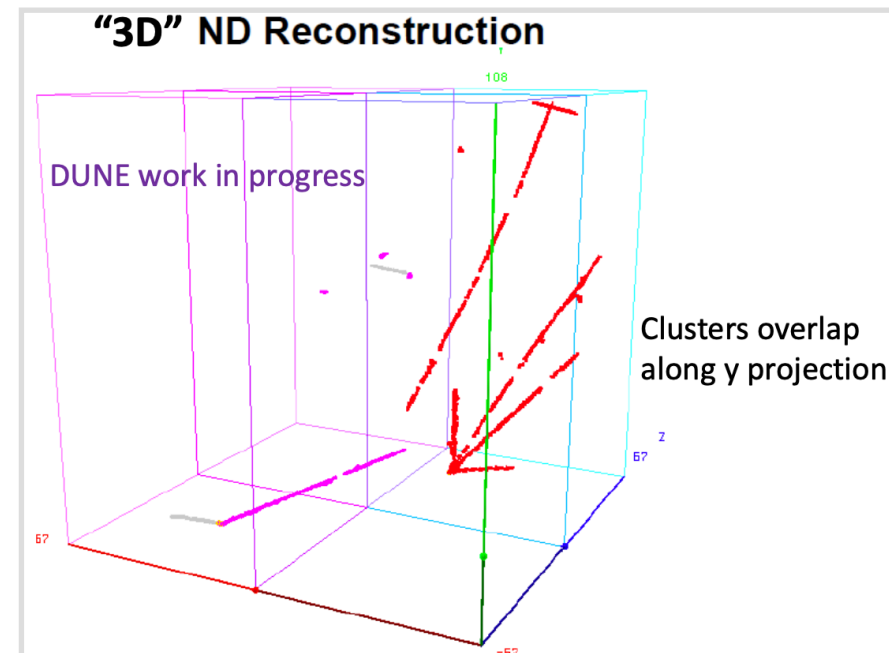 “3D” ND Reconstruction
Y
108
DUNE work in progress
Clusters overlap
along y projection
Z
67
67